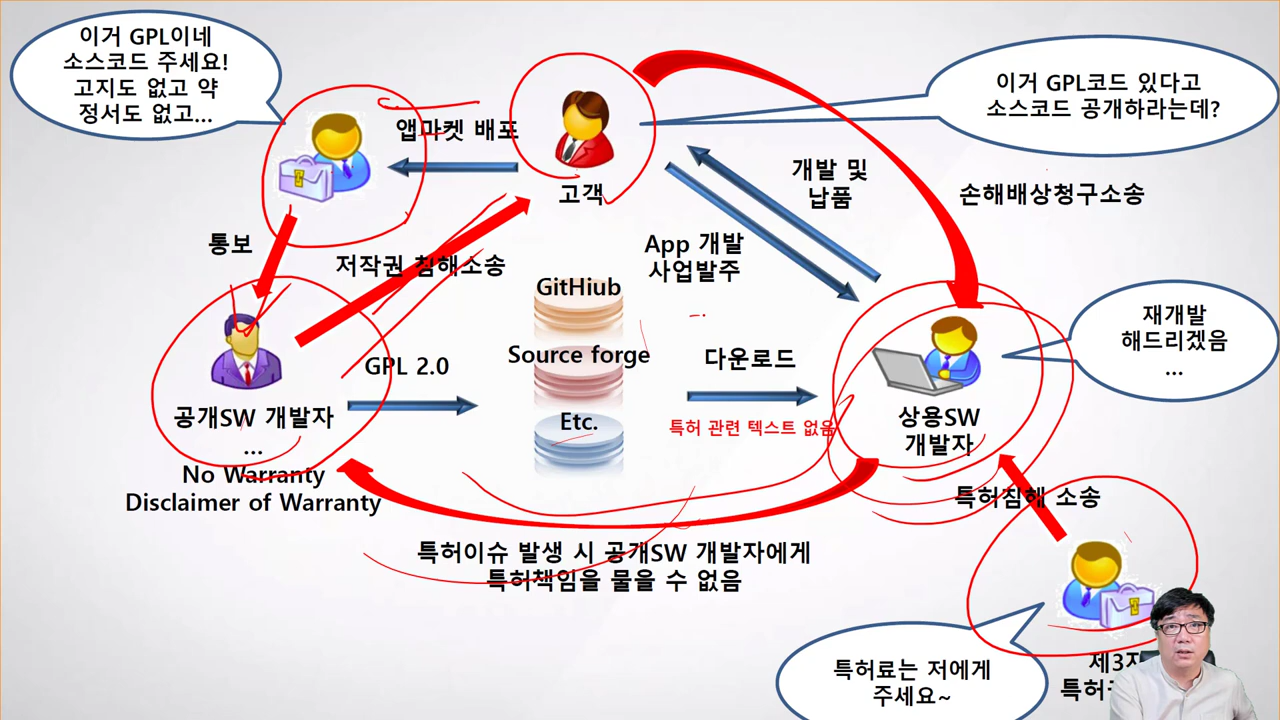 이거 GPL이네
소스코드 주세요!
고지도 없고 약
정서도 없고...
앱마켓 배포
고객
이거 GPL코드 있다고
소스코드 공개하라는데?
개발 및
납품
손해배상청구소송
통보
저작권 침해소송
App 개발
사업발주
GitHiub
Source forge
Etc.
GPL 2.0
다운로드
특허 관련 텍스트 없음
재개발
해드리겠음
...
공개SW 개발자
...
No Warranty
Disclaimer of Warranty
상용SW
개발자
특허침해 소송
특허이슈 발생 시 공개SW 개발자에게
특허책임을 물을 수 없음
특허료는 저에게
주세요~